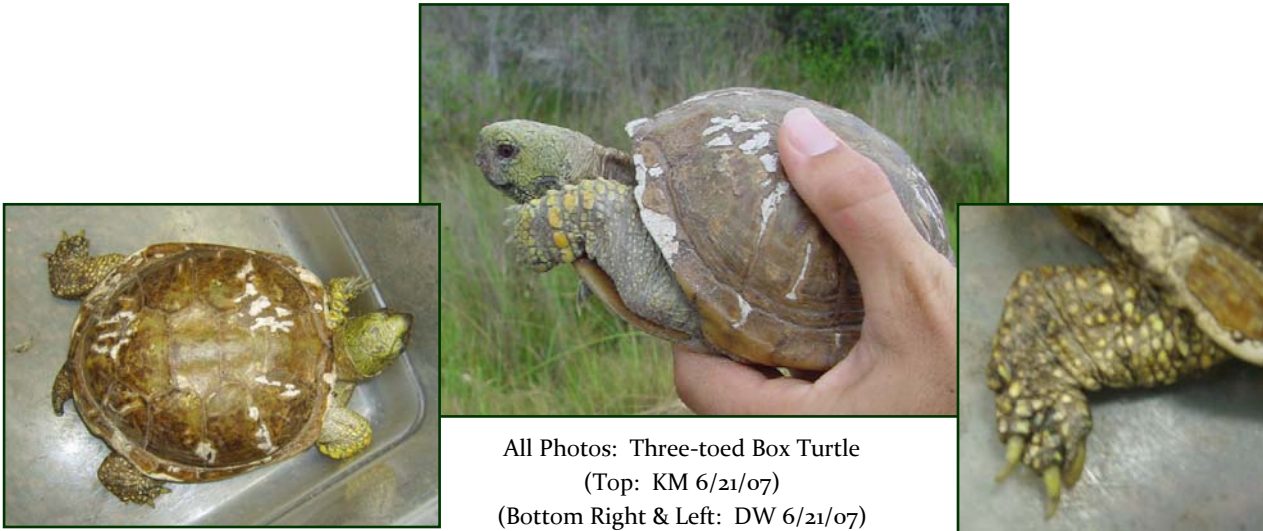 All Photos:  Three-toed Box Turtle
(Top:  KM 6/21/07)
(Bottom Right & Left:  DW 6/21/07)